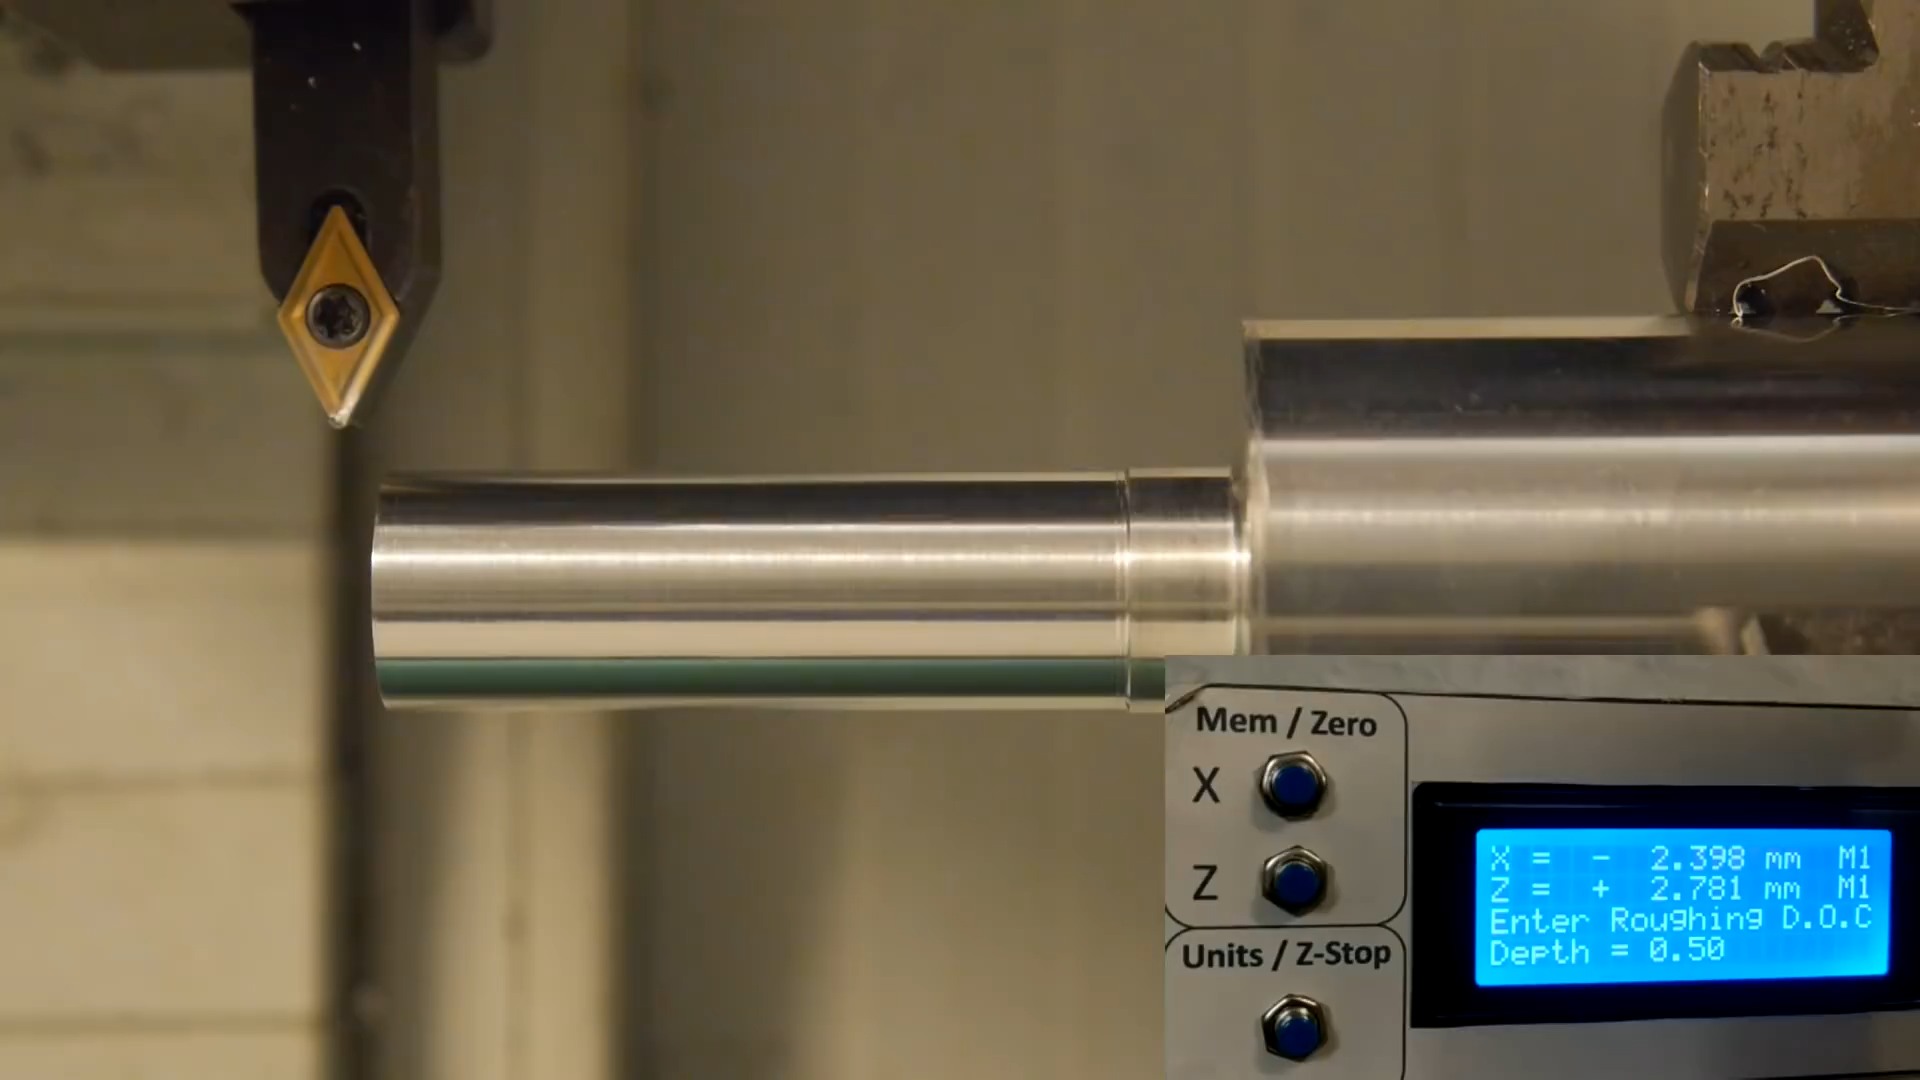 Mem / Zero
X
Z
Units / Z-Stop
X = - 2.398 mm M1
Z = + 2.781 mm M1
Enter Roughing D.O.C
Depth = 0.50